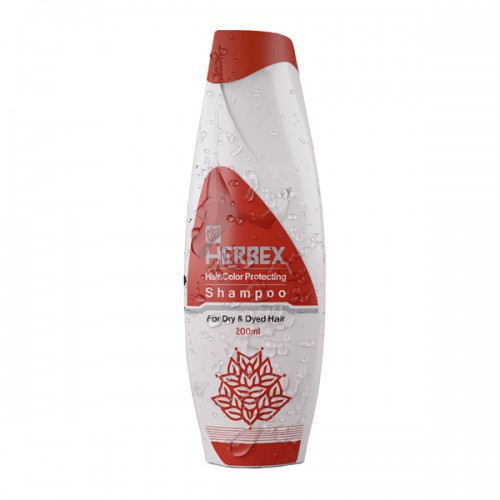 HERBEX
Hair Color Protecting
Shampoo
For Dry & Dyed Hair
200ml